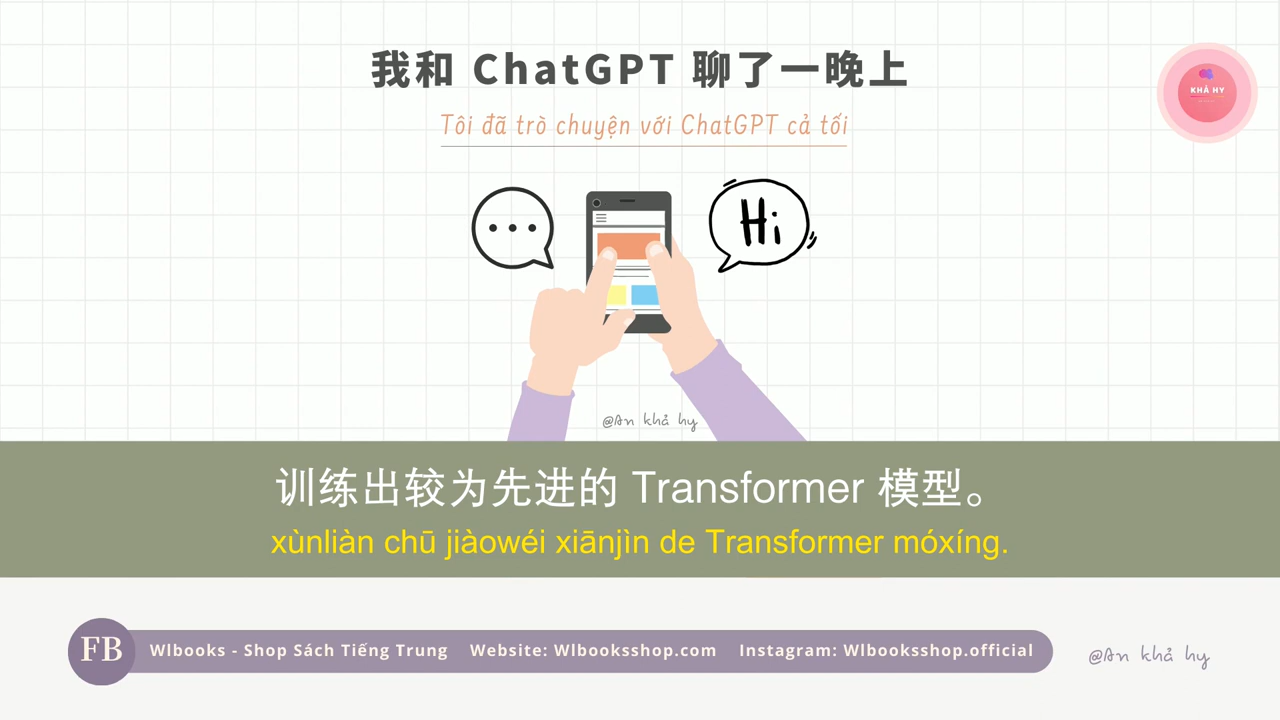 我和 ChatGPT 聊了一晚上
Tôi đã trò chuyện với ChatGPT cả tối
KHẢ HY
Hi
@An khả hy
训练出较为先进的 Transformer 模型。
xùnliàn chū jiàowéi xiānjìn de Transformer móxíng.
FB Wlbooks - Shop Sách Tiếng Trung Website: Wlbooksshop.com Instagram: Wlbooksshop.official
@An khả hy